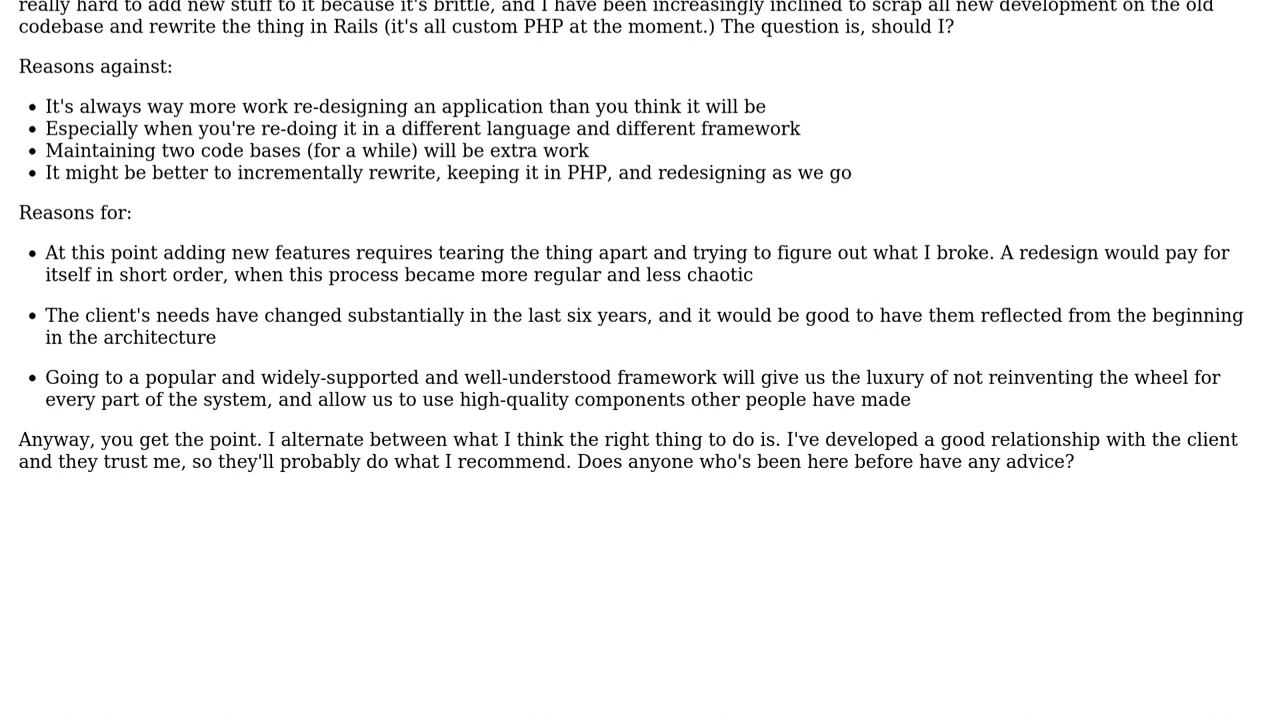 really hard to add new stuff to it because it's brittle, and I have been increasingly inclined to scrap all new development on the old
codebase and rewrite the thing in Rails (it's all custom PHP at the moment.) The question is, should I?
Reasons against:
• It's always way more work re-designing an application than you think it will be
• Especially when you're re-doing it in a different language and different framework
• Maintaining two code bases (for a while) will be extra work
• It might be better to incrementally rewrite, keeping it in PHP, and redesigning as we go
Reasons for:
• At this point adding new features requires tearing the thing apart and trying to figure out what I broke. A redesign would pay for
itself in short order, when this process became more regular and less chaotic
• The client's needs have changed substantially in the last six years, and it would be good to have them reflected from the beginning
in the architecture
• Going to a popular and widely-supported and well-understood framework will give us the luxury of not reinventing the wheel for
every part of the system, and allow us to use high-quality components other people have made
Anyway, you get the point. I alternate between what I think the right thing to do is. I've developed a good relationship with the client
and they trust me, so they'll probably do what I recommend. Does anyone who's been here before have any advice?